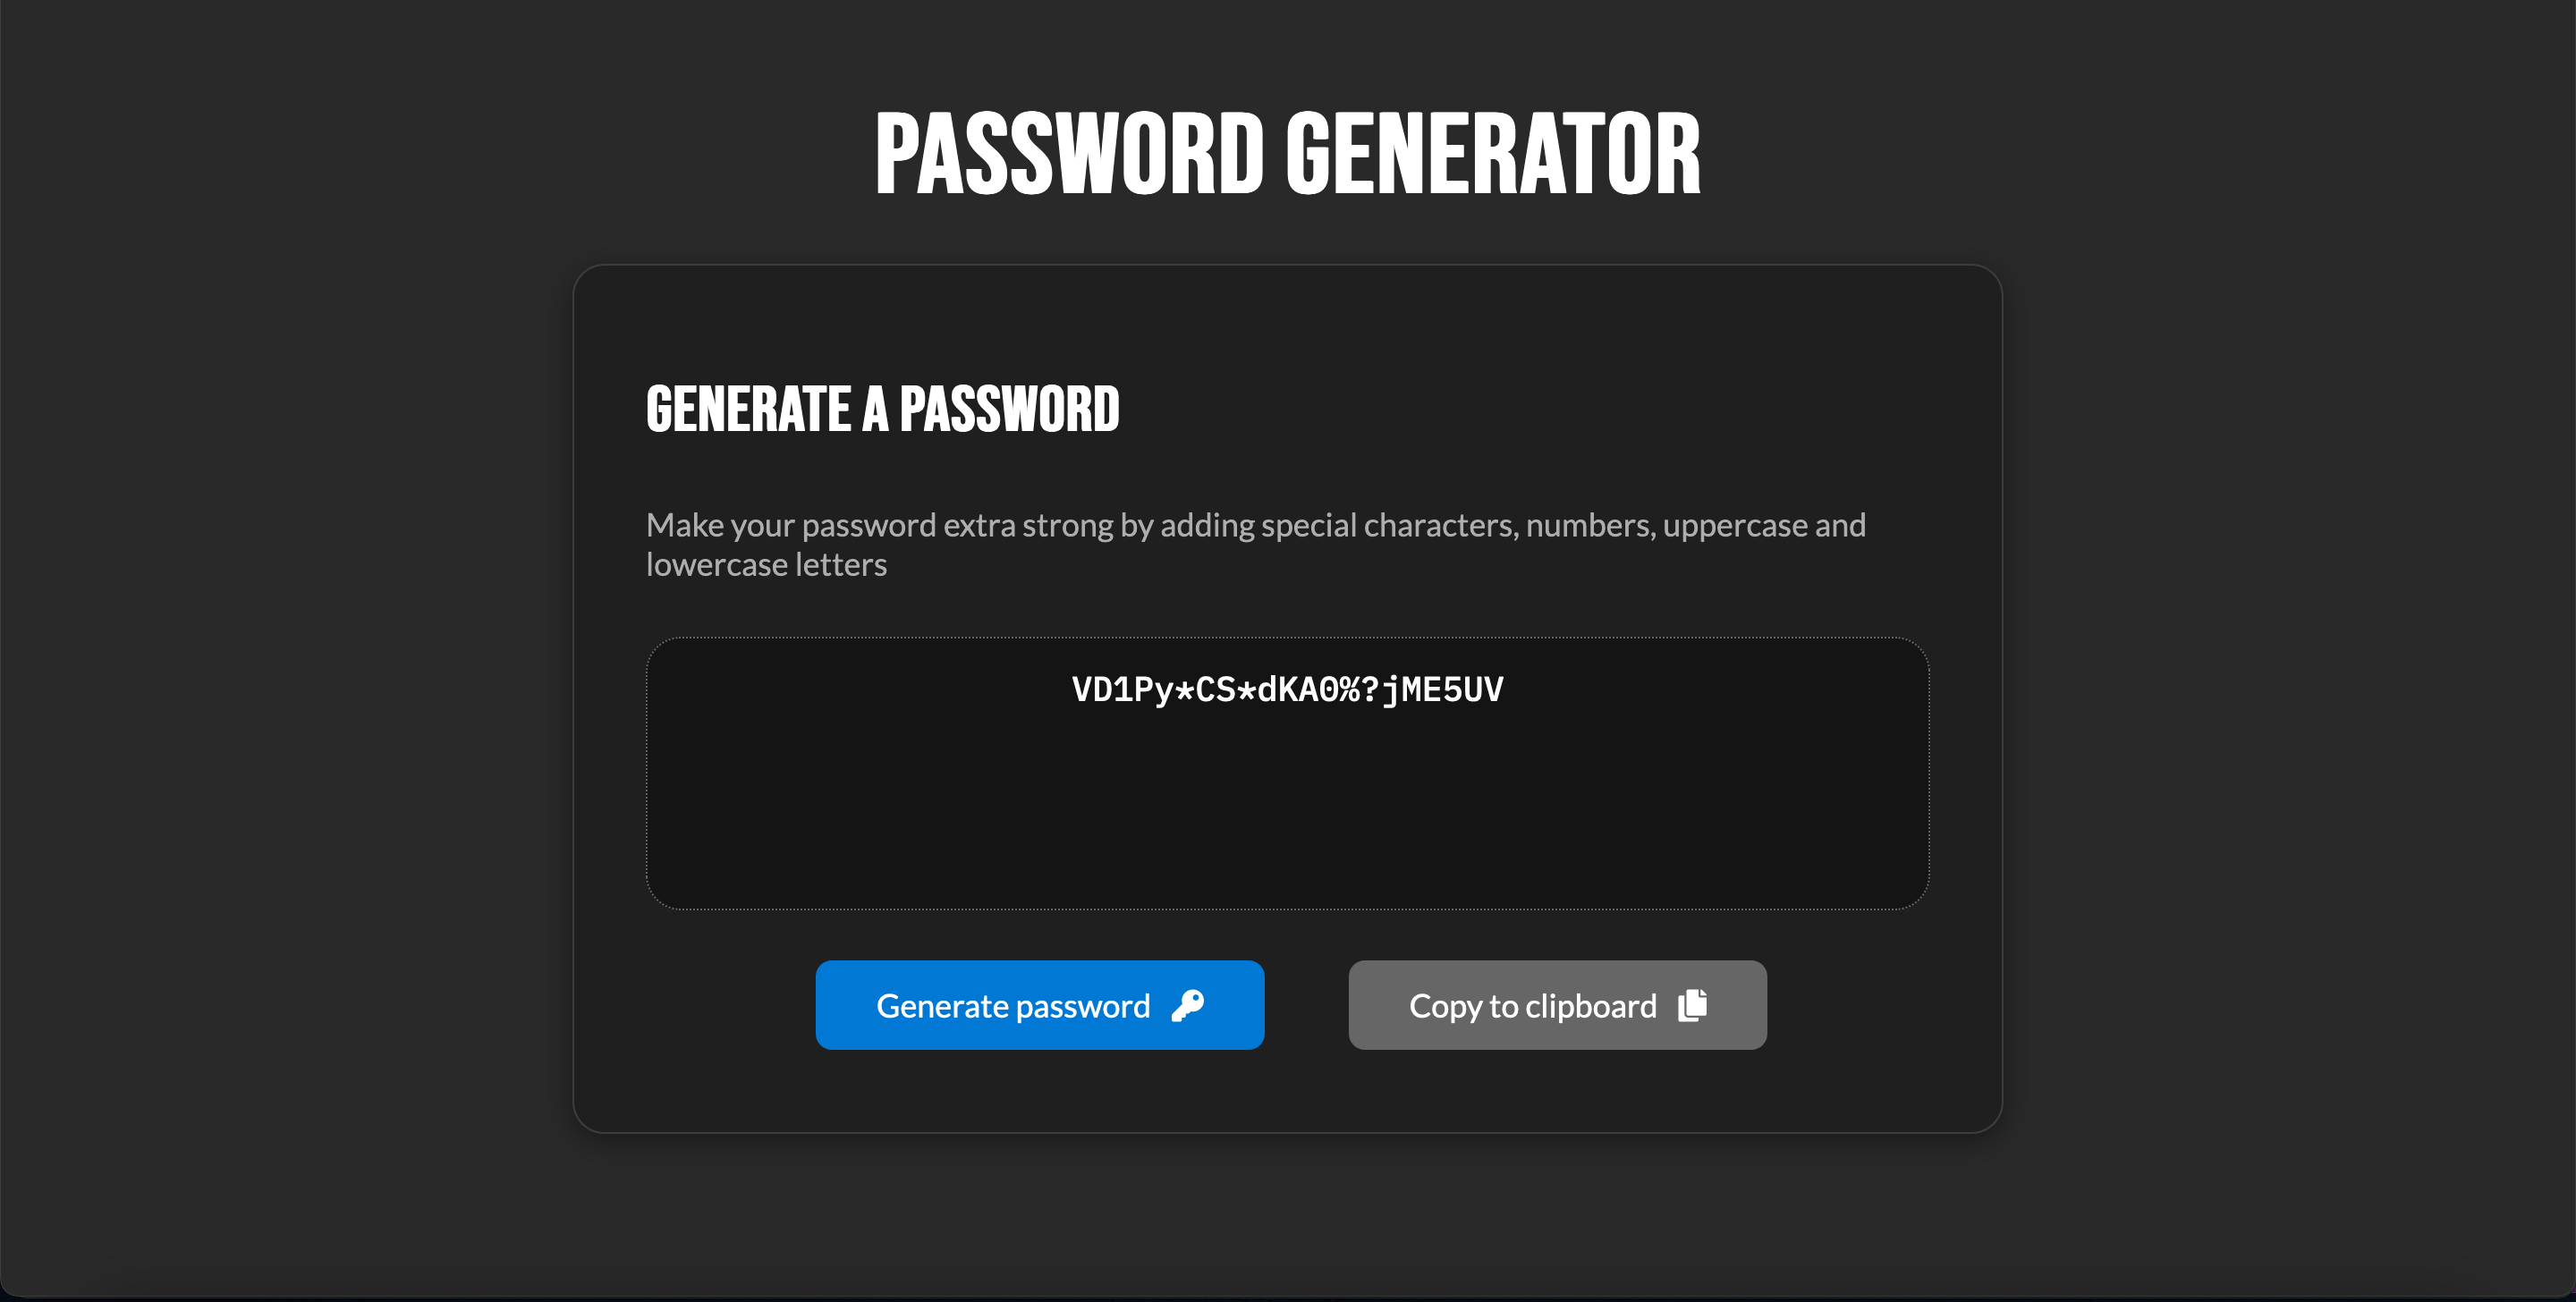 PASSWORD GENERATOR
GENERATE A PASSWORD
Make your password extra strong by adding special characters, numbers, uppercase and
lowercase letters
VD1Py*CS*dKA0%?jME5UV
Generate password
Copy to clipboard